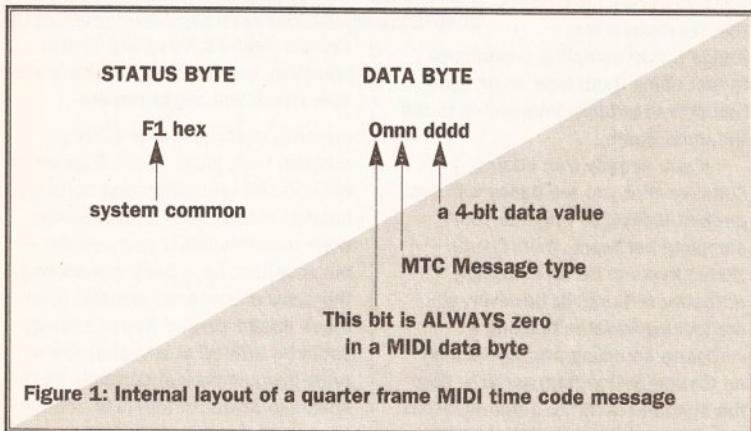 STATUS BYTE DATA BYTE
F1 hex Onnn dddd
system common a 4-bit data value
MTC Message type
This bit is ALWAYS zero
in a MIDI data byte
Figure 1: Internal layout of a quarter frame MIDI time code message